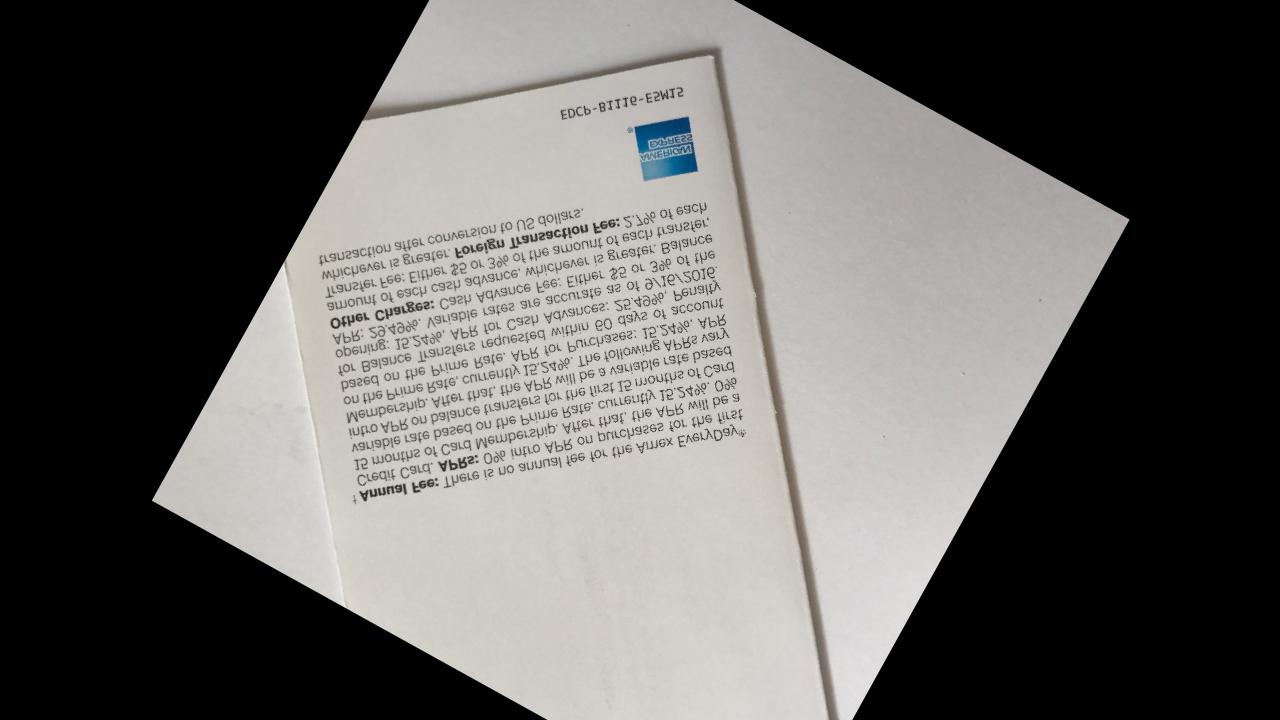 † Annual Fee: There is no annual fee for the Amex EveryDay®
Credit Card. APRs: 0% intro APR on purchases for the first
15 months of Card Membership. After that, the APR will be a
variable rate based on the Prime Rate, currently 15.24%. 0%
intro APR on balance transfers for the first 15 months of Card
Membership. After that, the APR will be a variable rate based
on the Prime Rate, currently 15.24%. The following APRs vary
based on the Prime Rate. APR for Purchases: 15.24%, APR
for Balance Transfers requested within 60 days of account
opening: 15.24%, APR for Cash Advances: 25.49%, Penalty
APR: 29.49%. Variable rates are accurate as of 9/16/2016.
Other Charges: Cash Advance Fee: Either $5 or 3% of the
amount of each cash advance, whichever is greater. Balance
Transfer Fee: Either $5 or 3% of the amount of each transfer,
whichever is greater. Foreign Transaction Fee: 2.7% of each
transaction after conversion to US dollars.
AMERICAN
EXPRESS
®
EDCP-B1116-E5M15